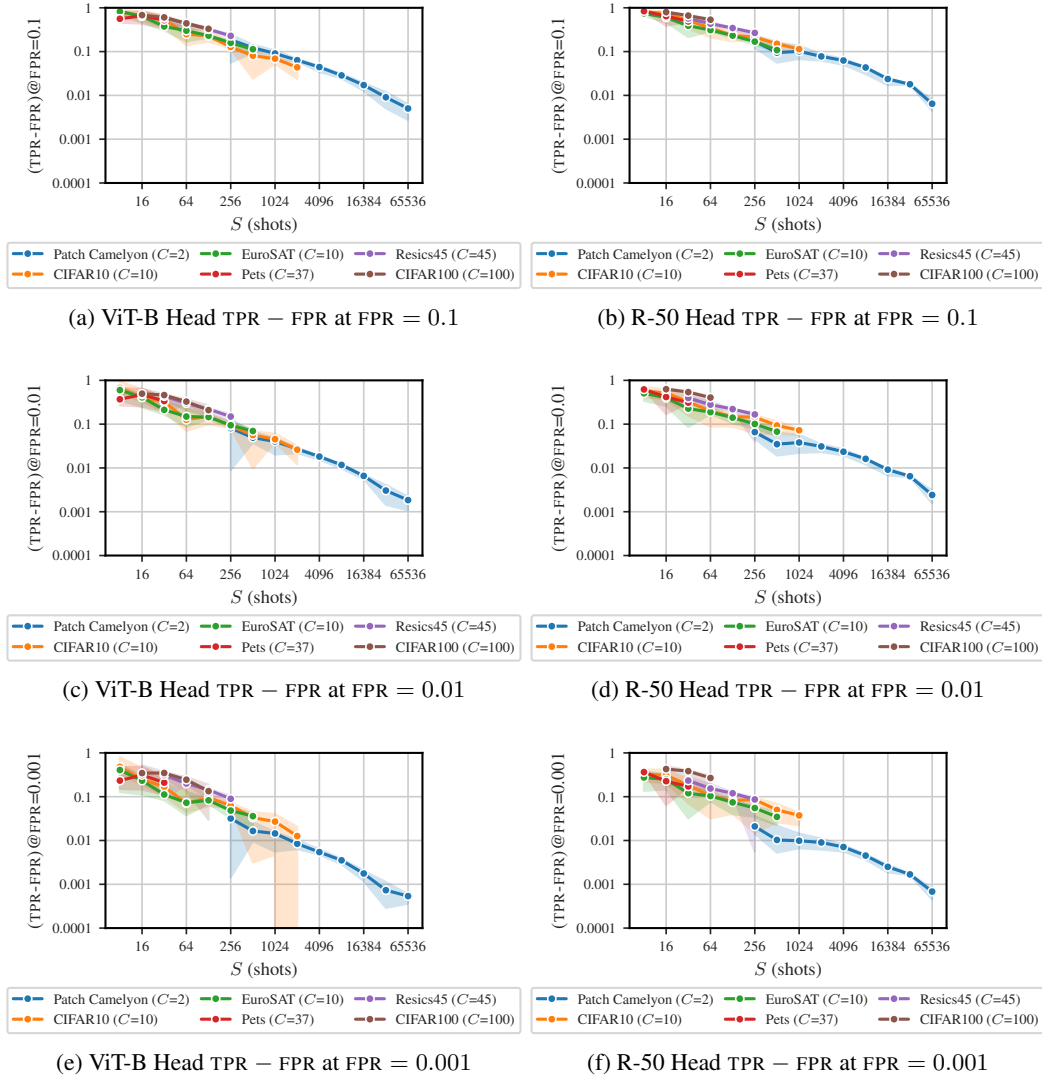 (TPR-FPR)@FPR=0.1
1
0.1
0.01
0.001
0.0001
16 64 256 1024 4096 16384 65536
S (shots)
Patch Camelyon (C=2) EuroSAT (C=10) Resics45 (C=45)
CIFAR10 (C=10) Pets (C=37) CIFAR100 (C=100)
(a) ViT-B Head TPR − FPR at FPR = 0.1
(TPR-FPR)@FPR=0.1
1
0.1
0.01
0.001
0.0001
16 64 256 1024 4096 16384 65536
S (shots)
Patch Camelyon (C=2) EuroSAT (C=10) Resics45 (C=45)
CIFAR10 (C=10) Pets (C=37) CIFAR100 (C=100)
(b) R-50 Head TPR − FPR at FPR = 0.1
(TPR-FPR)@FPR=0.01
1
0.1
0.01
0.001
0.0001
16 64 256 1024 4096 16384 65536
S (shots)
Patch Camelyon (C=2) EuroSAT (C=10) Resics45 (C=45)
CIFAR10 (C=10) Pets (C=37) CIFAR100 (C=100)
(c) ViT-B Head TPR − FPR at FPR = 0.01
(TPR-FPR)@FPR=0.01
1
0.1
0.01
0.001
0.0001
16 64 256 1024 4096 16384 65536
S (shots)
Patch Camelyon (C=2) EuroSAT (C=10) Resics45 (C=45)
CIFAR10 (C=10) Pets (C=37) CIFAR100 (C=100)
(d) R-50 Head TPR − FPR at FPR = 0.01
(TPR-FPR)@FPR=0.001
1
0.1
0.01
0.001
0.0001
16 64 256 1024 4096 16384 65536
S (shots)
Patch Camelyon (C=2) EuroSAT (C=10) Resics45 (C=45)
CIFAR10 (C=10) Pets (C=37) CIFAR100 (C=100)
(e) ViT-B Head TPR − FPR at FPR = 0.001
(TPR-FPR)@FPR=0.001
1
0.1
0.01
0.001
0.0001
16 64 256 1024 4096 16384 65536
S (shots)
Patch Camelyon (C=2) EuroSAT (C=10) Resics45 (C=45)
CIFAR10 (C=10) Pets (C=37) CIFAR100 (C=100)
(f) R-50 Head TPR − FPR at FPR = 0.001